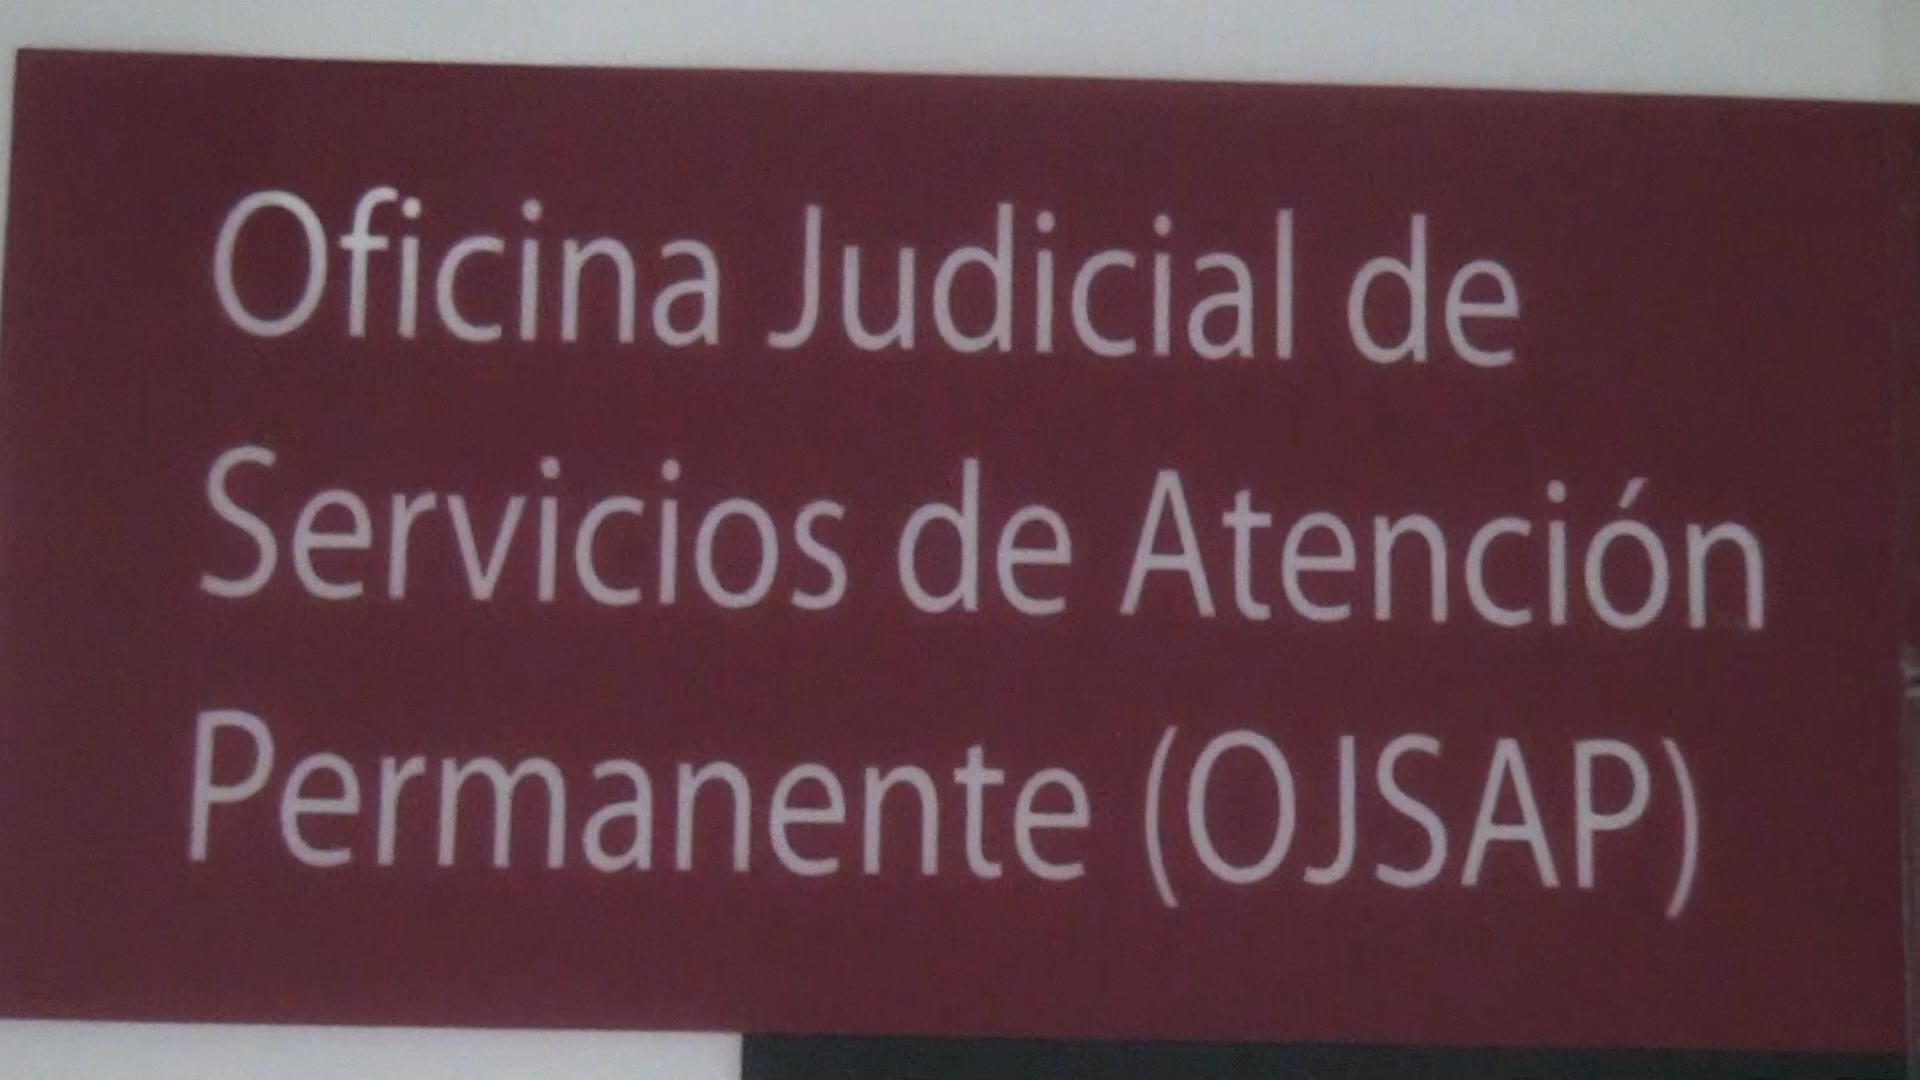 Oficina Judicial de
Servicios de Atención
Permanente (OJSAP)